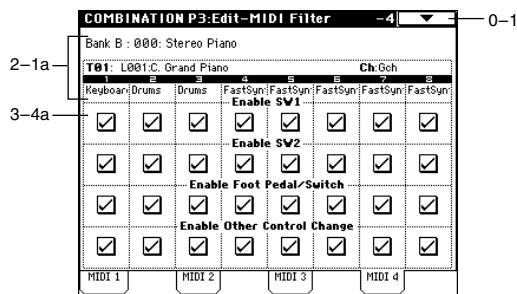 COMBINATION P3:Edit-MIDI Filter -4
0-1
Bank B : 000: Stereo Piano
2-1a
T01: L001:C. Grand Piano Ch:Gch
1 2 3 4 5 6 7 8
Keyboar Drums Drums FastSyn FastSyn FastSyn FastSyn FastSyn
Enable SW1
3-4a
Enable SW2
Enable Foot Pedal/Switch
Enable Other Control Change
MIDI 1 MIDI 2 MIDI 3 MIDI 4